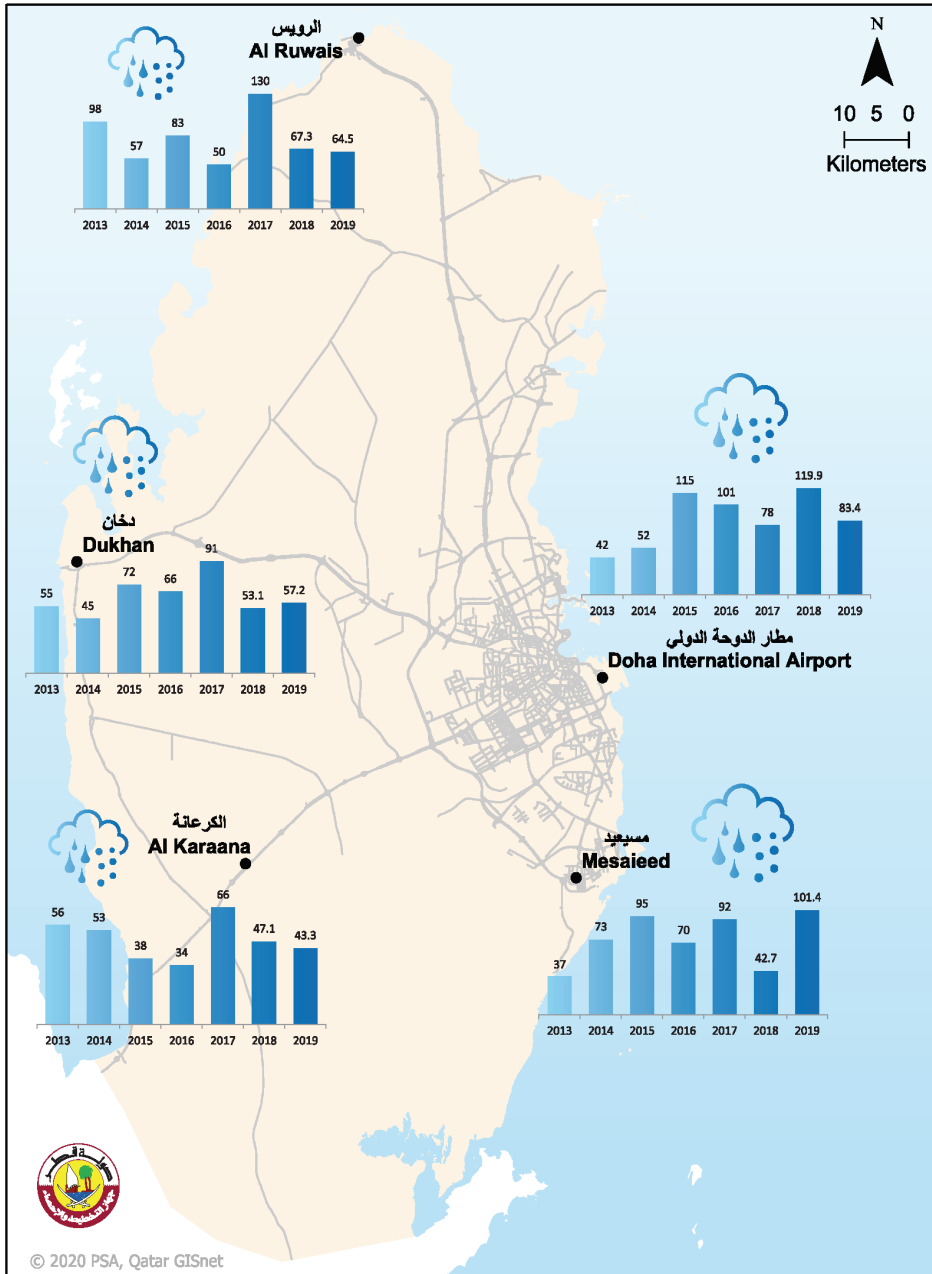 الرويس
Al Ruwais
N
10 5 0
Kilometers
98 57 83 50 130 67.3 64.5
2013 2014 2015 2016 2017 2018 2019
دخان
Dukhan
55 45 72 66 91 53.1 57.2
2013 2014 2015 2016 2017 2018 2019
42 52 115 101 78 119.9 83.4
2013 2014 2015 2016 2017 2018 2019
مطار الدوحة الدولي
Doha International Airport
الكرعانة
Al Karaana
56 53 38 34 66 47.1 43.3
2013 2014 2015 2016 2017 2018 2019
مسيعيد
Mesaieed
37 73 95 70 92 42.7 101.4
2013 2014 2015 2016 2017 2018 2019
دولة قطر
جهاز التخطيط والإحصاء
© 2020 PSA, Qatar GISnet